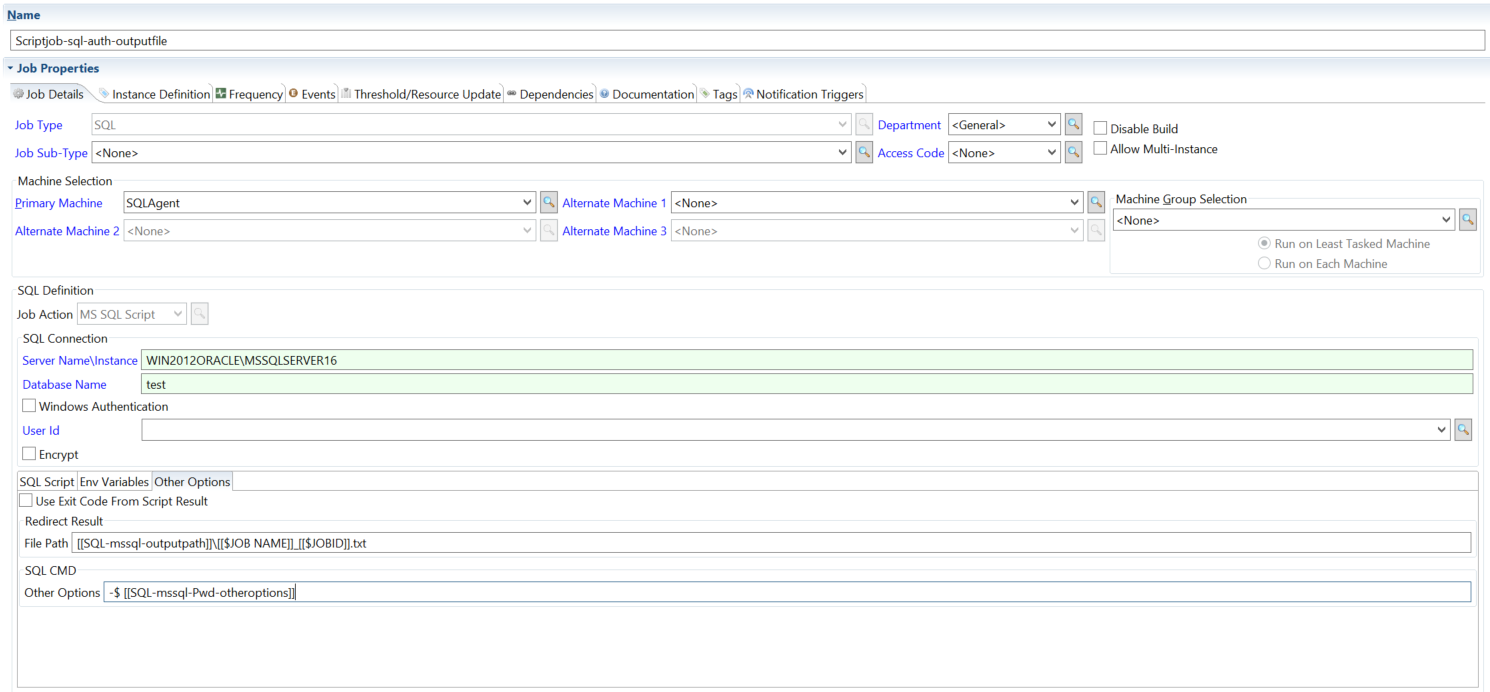 Name
Scriptjob-sql-auth-outputfile
Job Properties
Job Details Instance Definition Frequency Events Threshold/Resource Update Dependencies Documentation Tags Notification Triggers
Job Type SQL Department <General> Disable Build
Job Sub-Type <None> Access Code <None> Allow Multi-Instance
Machine Selection
Primary Machine SQLAgent Alternate Machine 1 <None> Machine Group Selection
<None>
Alternate Machine 2 <None> Alternate Machine 3 <None>
Run on Least Tasked Machine
Run on Each Machine
SQL Definition
Job Action MS SQL Script
SQL Connection
Server Name\Instance WIN2012ORACLE\MSSQLSERVER16
Database Name test
Windows Authentication
User Id
Encrypt
SQL Script Env Variables Other Options
Use Exit Code From Script Result
Redirect Result
File Path [[SQL-mssql-outputpath]]\[[$JOB NAME]]_[[$JOBID]].txt
SQL CMD
Other Options -$ [[SQL-mssql-Pwd-otheroptions]]